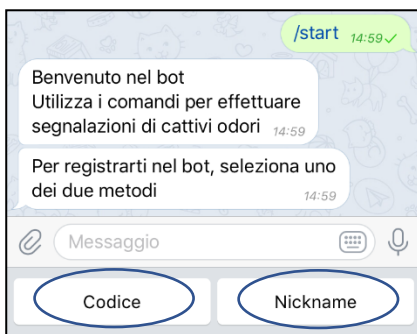 /start 14:59
Benvenuto nel bot
Utilizza i comandi per effettuare
segnalazioni di cattivi odori 14:59
Per registrarti nel bot, seleziona uno
dei due metodi 14:59
Messaggio
Codice Nickname